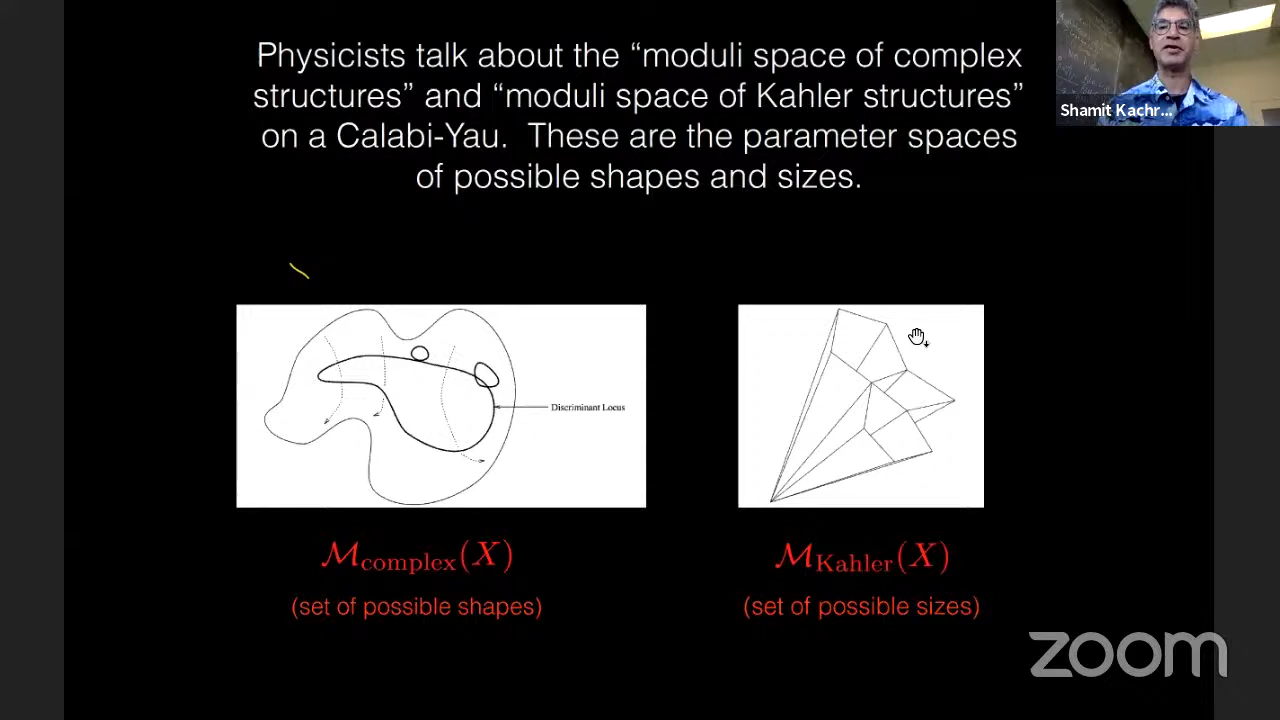 Physicists talk about the “moduli space of complex
structures” and “moduli space of Kahler structures”
on a Calabi-Yau. These are the parameter spaces
of possible shapes and sizes.
Shamit Kachr...
Discriminant Locus
ℳcomplex(X)
(set of possible shapes)
ℳKahler(X)
(set of possible sizes)
zoom